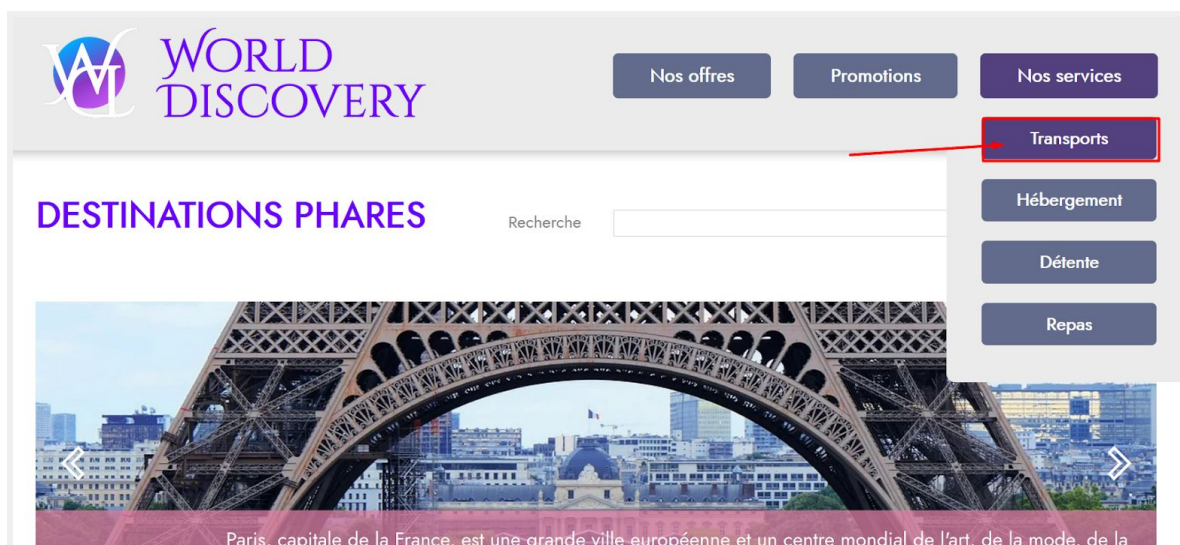 WORLD
DISCOVERY
Nos offres
Promotions
Nos services
Transports
Hébergement
Détente
Repas
DESTINATIONS PHARES
Recherche
Paris, capitale de la France, est une grande ville européenne et un centre mondial de l'art, de la mode, de la